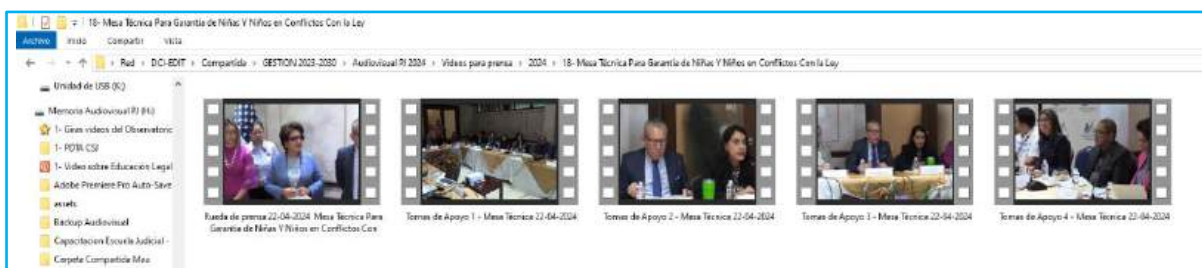 18- Mesa Técnica Para Garantía de Niñas Y Niños en Conflictos Con la Ley
Archivo Inicio Compartir Vista
Red › DCI-EDIT › Compartida › GESTION 2023-2030 › Audiovisual PJ 2024 › Videos para prensa › 2024 › 18- Mesa Técnica Para Garantía de Niñas Y Niños en Conflictos Con la Ley
Unidad de USB (K:)
Memoria Audiovisual PJ (H:)
1- Giras videos del Observatorio
1- POTA CSJ
1- Video sobre Educación Legal
Adobe Premiere Pro Auto-Save
assets
Backup Audiovisual
Capacitacion Escuela Judicial -
Carpeta Compartida Mea
Rueda de prensa 22-04-2024 Mesa Técnica Para
Garantía de Niñas Y Niños en Conflictos Con
Tomas de Apoyo 1 - Mesa Técnica 22-04-2024
Tomas de Apoyo 2 - Mesa Técnica 22-04-2024
Tomas de Apoyo 3 - Mesa Técnica 22-04-2024
Tomas de Apoyo 4 - Mesa Técnica 22-04-2024